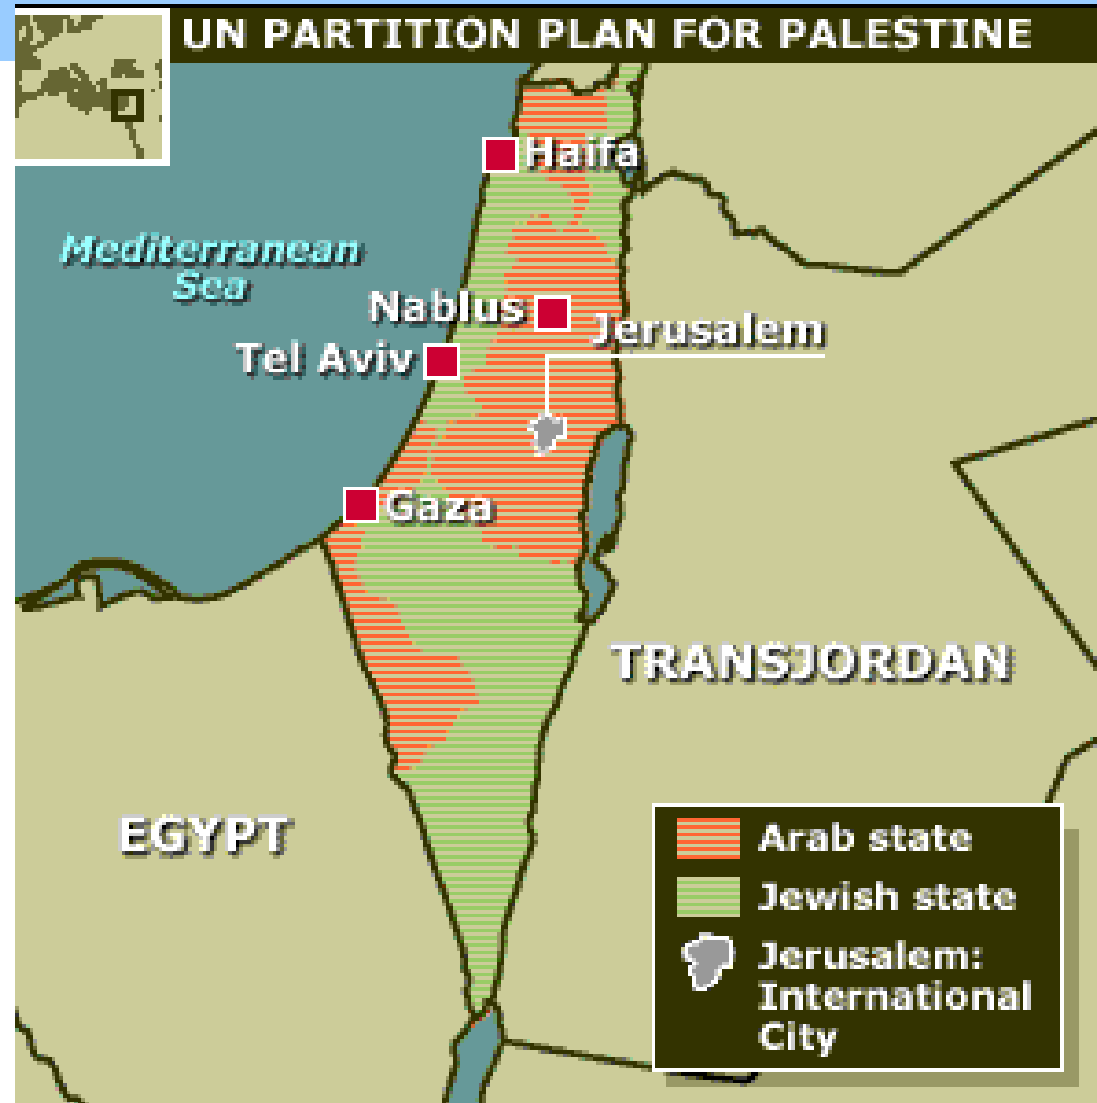 UN PARTITION PLAN FOR PALESTINE
Haifa
Mediterranean
Sea
Nablus
Jerusalem
Tel Aviv
Gaza
TRANSJORDAN
EGYPT
Arab state
Jewish state
Jerusalem:
International
City